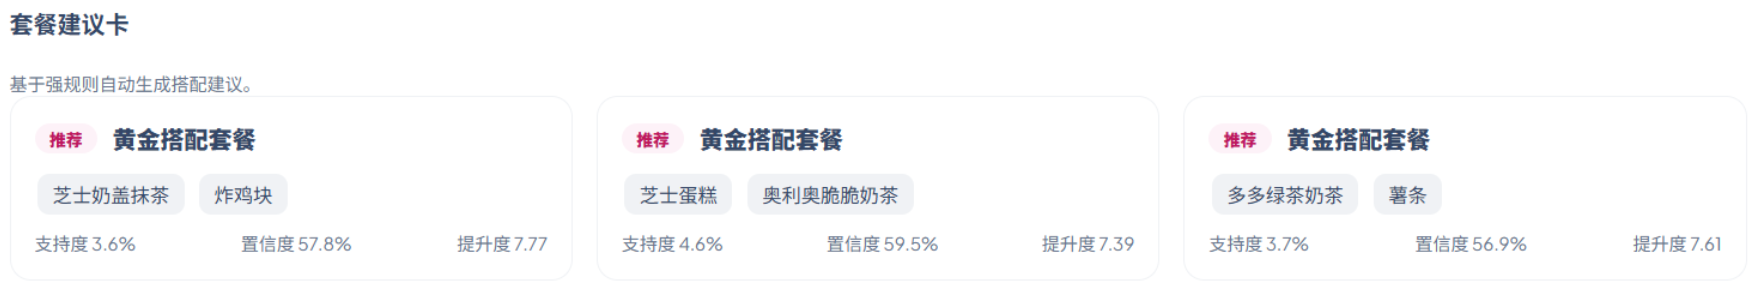 套餐建议卡
基于强规则自动生成搭配建议。
推荐 黄金搭配套餐
芝士奶盖抹茶 炸鸡块
支持度 3.6% 置信度 57.8% 提升度 7.77
推荐 黄金搭配套餐
芝士蛋糕 奥利奥脆脆奶茶
支持度 4.6% 置信度 59.5% 提升度 7.39
推荐 黄金搭配套餐
多多绿茶奶茶 薯条
支持度 3.7% 置信度 56.9% 提升度 7.61